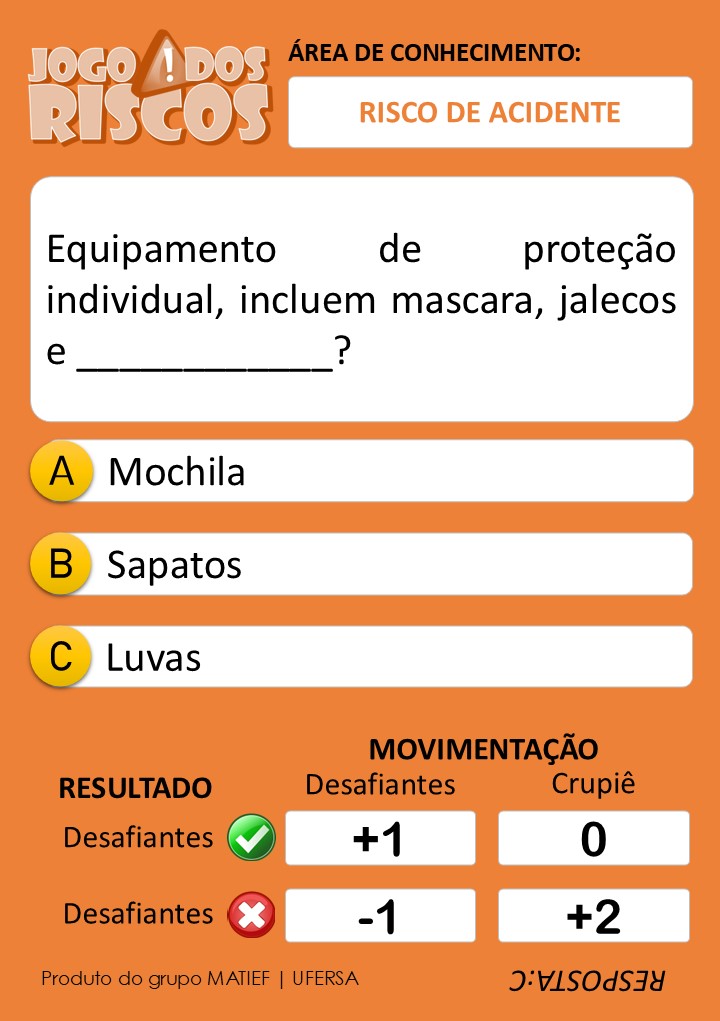 JOGO ! DOS
RISCOS
ÁREA DE CONHECIMENTO:
RISCO DE ACIDENTE
Equipamento de proteção
individual, incluem mascara, jalecos
e ____________?
A Mochila
B Sapatos
C Luvas
MOVIMENTAÇÃO
RESULTADO Desafiantes Crupiê
Desafiantes +1 0
Desafiantes -1 +2
Produto do grupo MATIEF | UFERSA
RESPOSTA:C